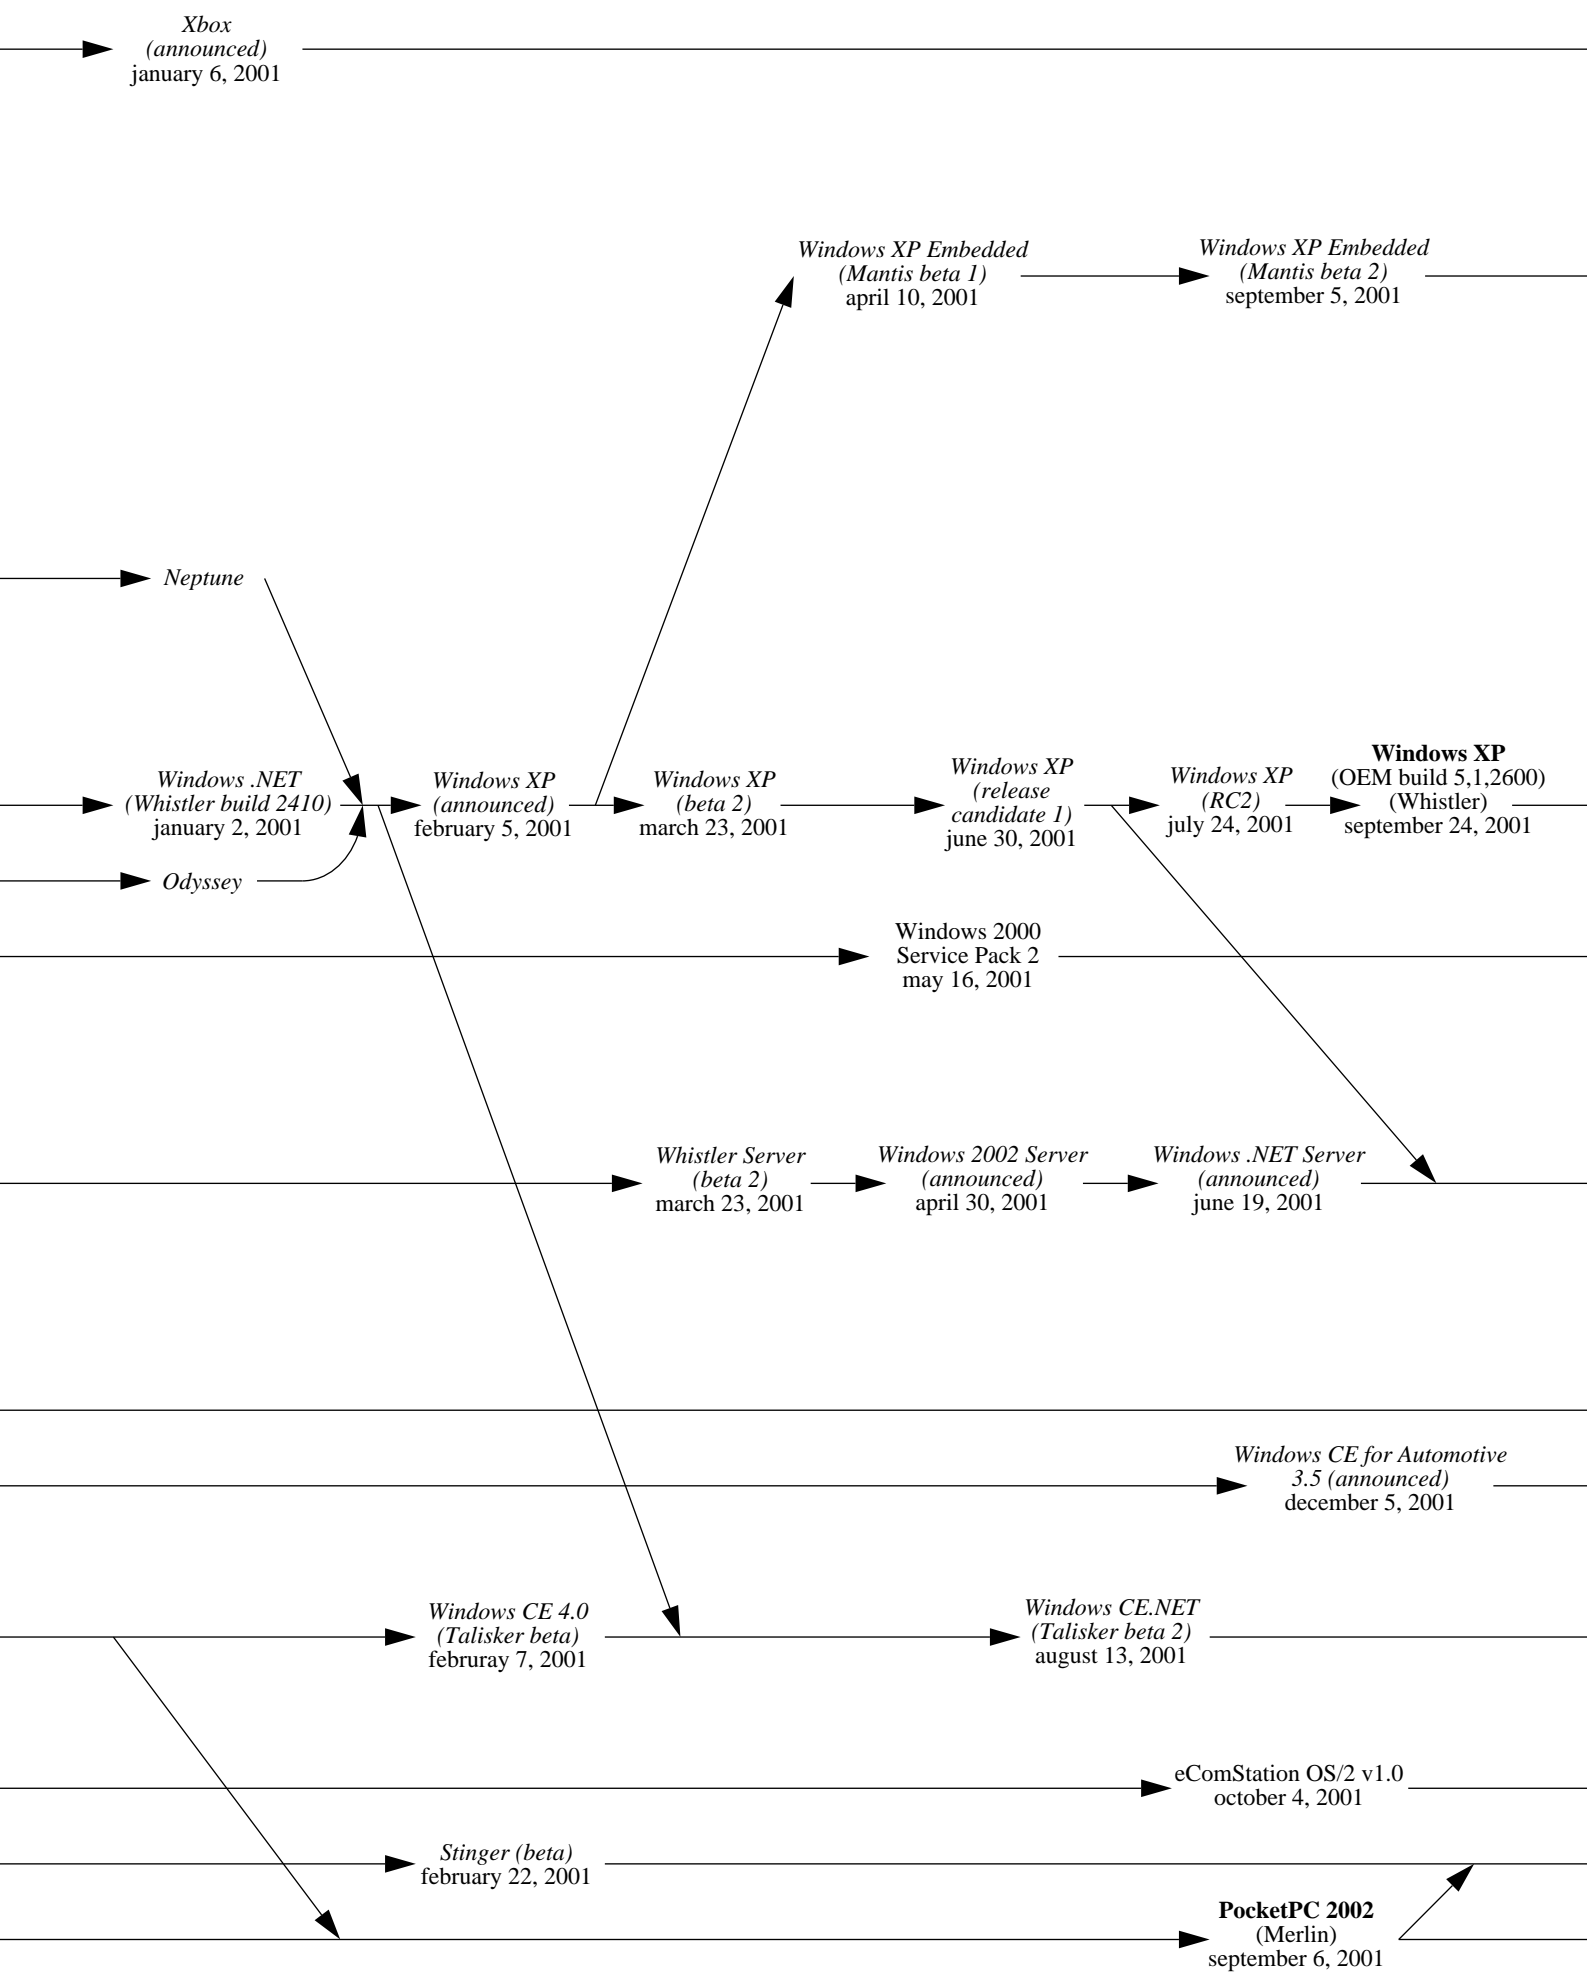 Xbox
(announced)
january 6, 2001
Windows XP Embedded
(Mantis beta 1)
april 10, 2001
Windows XP Embedded
(Mantis beta 2)
september 5, 2001
Neptune
Windows .NET
(Whistler build 2410)
january 2, 2001
Windows XP
(announced)
february 5, 2001
Windows XP
(beta 2)
march 23, 2001
Windows XP
(release
candidate 1)
june 30, 2001
Windows XP
(RC2)
july 24, 2001
Windows XP
(OEM build 5,1,2600)
(Whistler)
september 24, 2001
Odyssey
Windows 2000
Service Pack 2
may 16, 2001
Whistler Server
(beta 2)
march 23, 2001
Windows 2002 Server
(announced)
april 30, 2001
Windows .NET Server
(announced)
june 19, 2001
Windows CE for Automotive
3.5 (announced)
december 5, 2001
Windows CE 4.0
(Talisker beta)
februray 7, 2001
Windows CE.NET
(Talisker beta 2)
august 13, 2001
eComStation OS/2 v1.0
october 4, 2001
Stinger (beta)
february 22, 2001
PocketPC 2002
(Merlin)
september 6, 2001